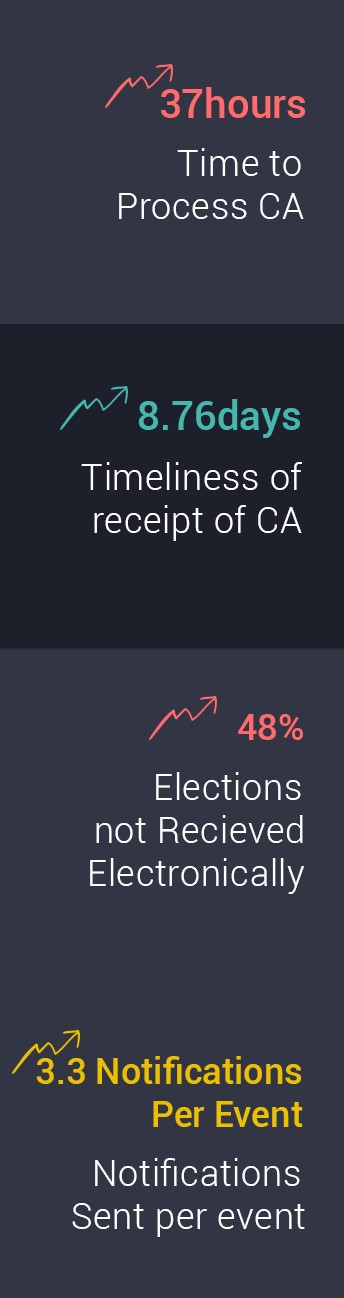 37hours
Time to
Process CA
8.76days
Timeliness of
receipt of CA
48%
Elections
not Recieved
Electronically
3.3 Notifications
Per Event
Notifications
Sent per event